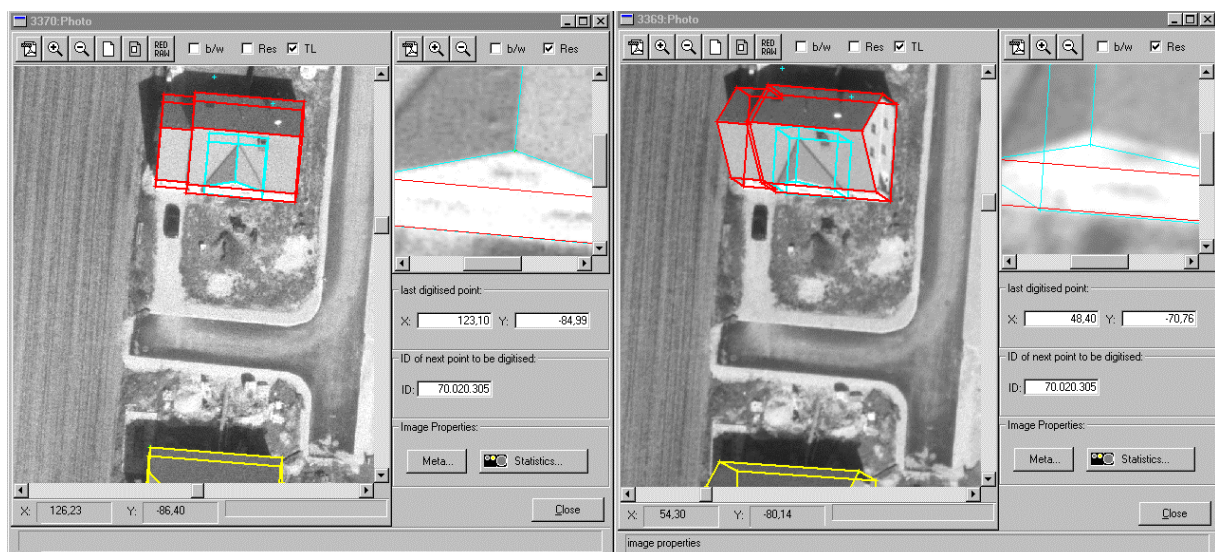 3370:Photo
RED RAW b/w Res TL b/w Res
last digitised point:
X: 123,10 Y: -84,99
ID of next point to be digitised:
ID: 70.020.305
Image Properties:
Meta... Statistics...
X: 126,23 Y: -86,40 Close
3369:Photo
RED RAW b/w Res TL b/w Res
last digitised point:
X: 48,40 Y: -70,76
ID of next point to be digitised:
ID: 70.020.305
Image Properties:
Meta... Statistics...
X: 54,30 Y: -80,14 Close
image properties